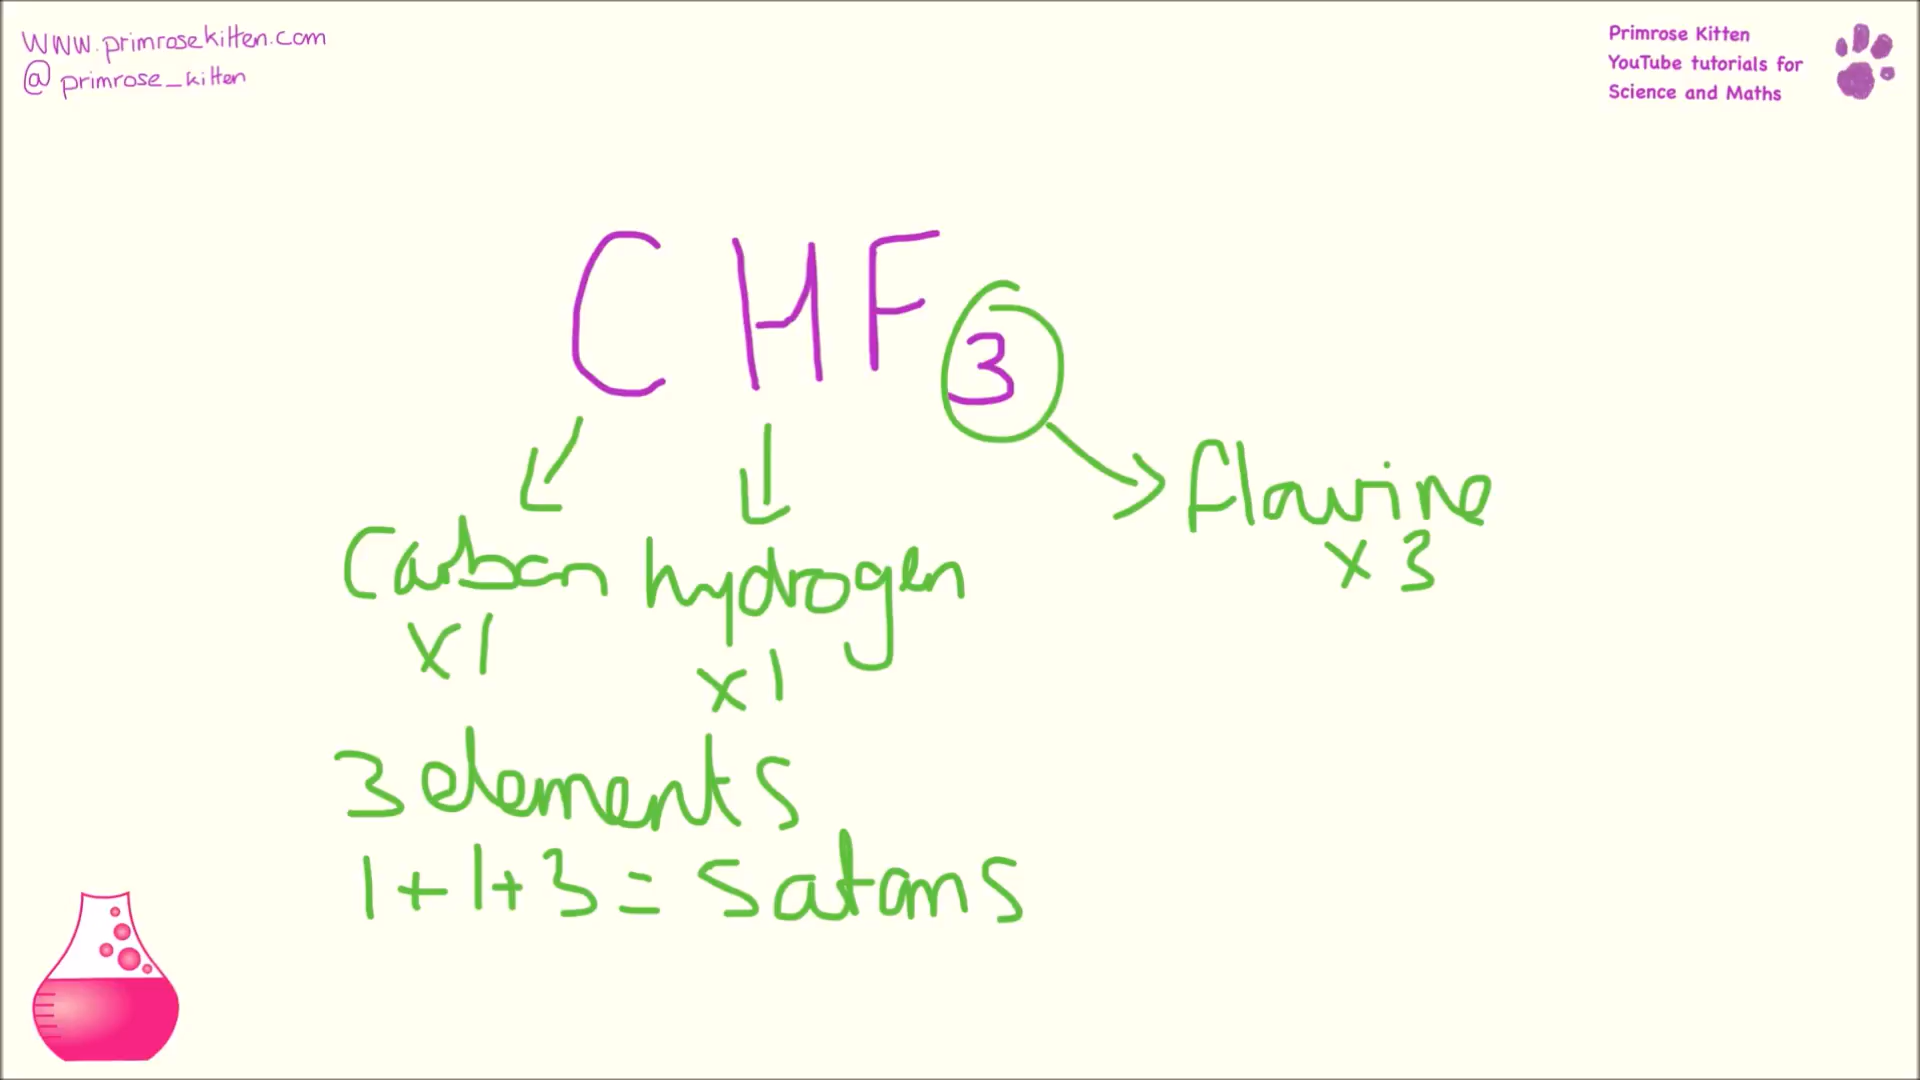 www.primrosekitten.com
@primrose_kitten
Primrose Kitten
YouTube tutorials for
Science and Maths
CHF3
Carbon hydrogen flourine
x1 x1 x3
3 elements
1+1+3=5 atoms